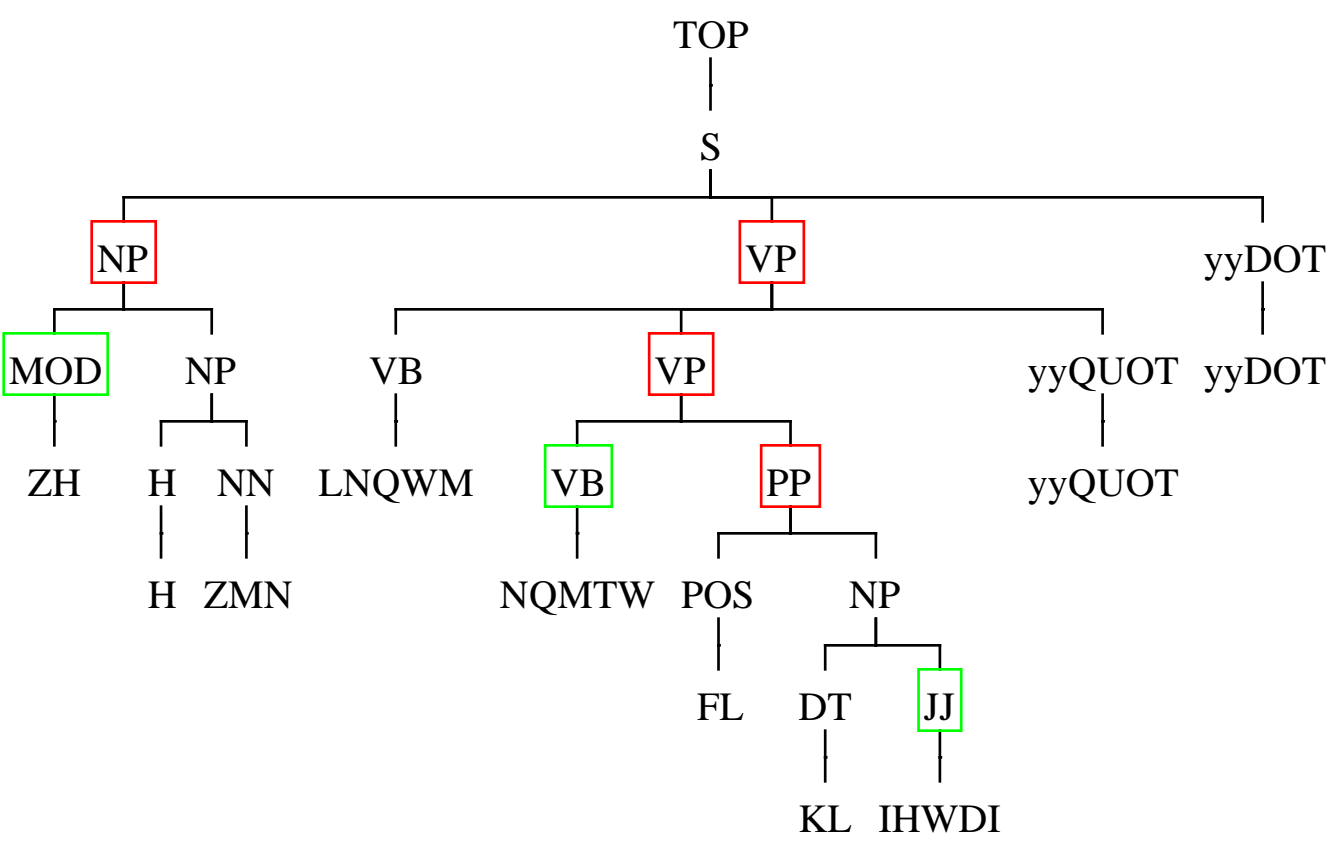 TOP
S
NP VP yyDOT
MOD NP VB VP yyQUOT yyDOT
ZH H NN LNQWM VB PP yyQUOT
H ZMN NQMTW POS NP
FL DT JJ
KL IHWDI